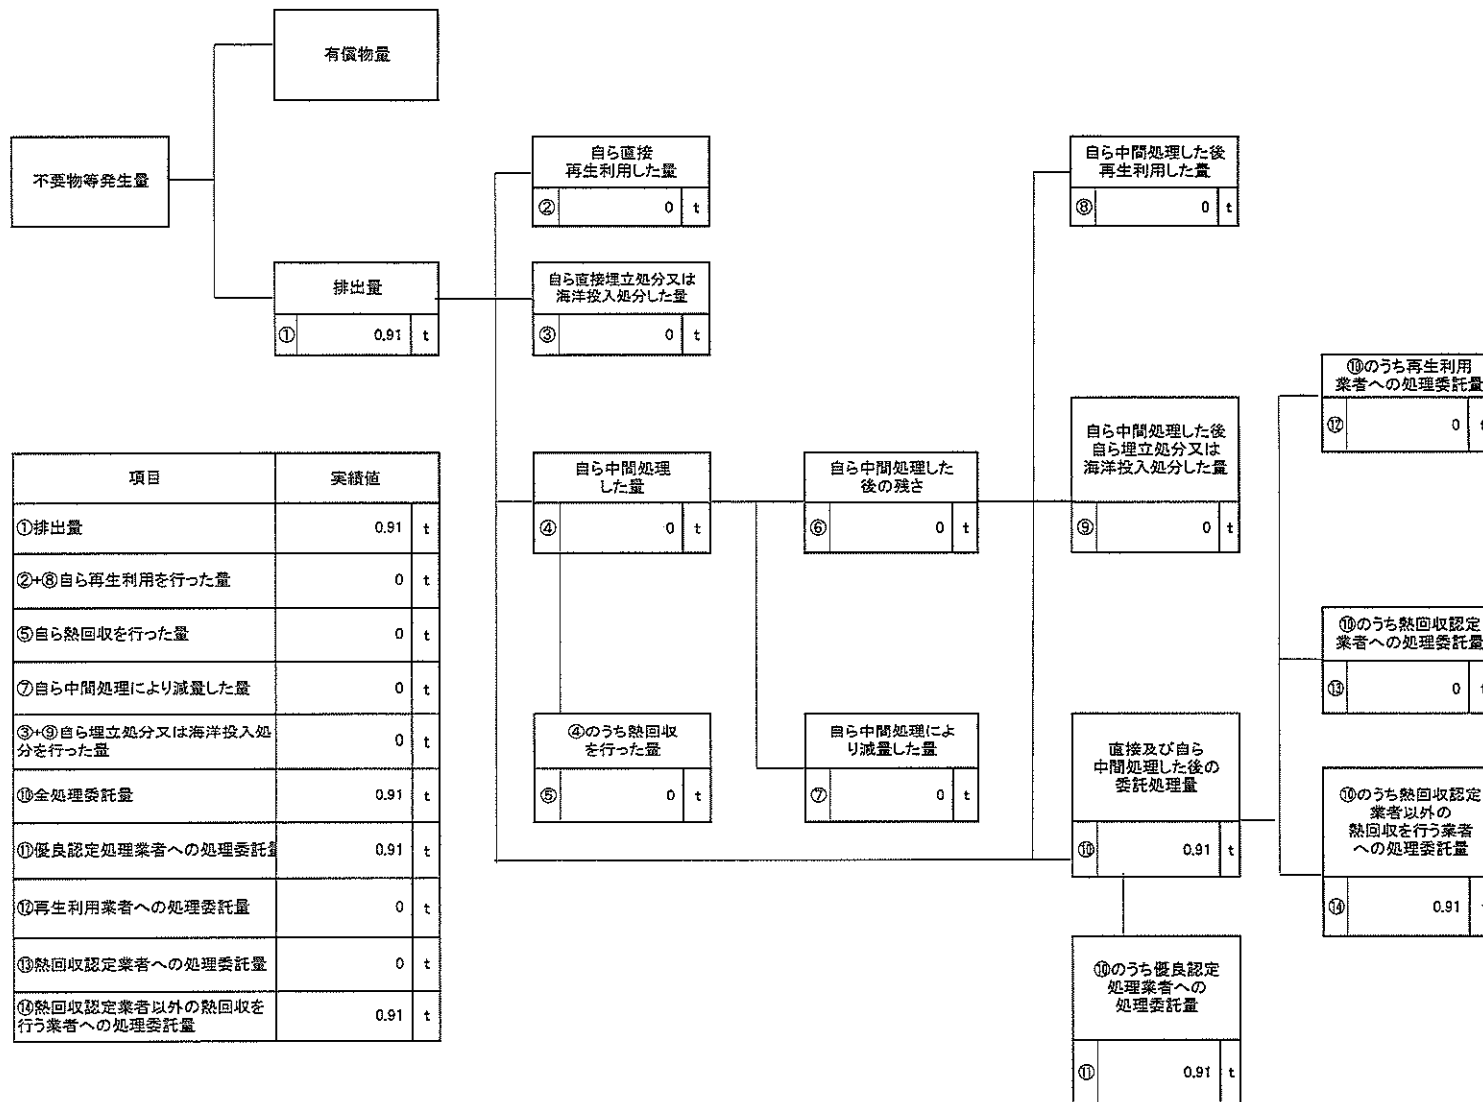 有償物量
不要物等発生量
排出量
① 0.91 t
自ら直接
再生利用した量
② 0 t
自ら直接埋立処分又は
海洋投入処分した量
③ 0 t
自ら中間処理
した量
④ 0 t
④のうち熱回収
を行った量
⑤ 0 t
自ら中間処理した
後の残さ
⑥ 0 t
自ら中間処理によ
り減量した量
⑦ 0 t
自ら中間処理した後
再生利用した量
⑧ 0 t
自ら中間処理した後
自ら埋立処分又は
海洋投入処分した量
⑨ 0 t
直接及び自ら
中間処理した後の
委託処理量
⑩ 0.91 t
⑩のうち優良認定
処理業者への
処理委託量
⑪ 0.91 t
⑩のうち再生利用
業者への処理委託量
⑫ 0 t
⑩のうち熱回収認定
業者への処理委託量
⑬ 0 t
⑩のうち熱回収認定
業者以外の
熱回収を行う業者
への処理委託量
⑭ 0.91
項目 実績値
①排出量 0.91 t
②+⑧自ら再生利用を行った量 0 t
⑤自ら熱回収を行った量 0 t
⑦自ら中間処理により減量した量 0 t
③+⑨自ら埋立処分又は海洋投入処
分を行った量 0 t
⑩全処理委託量 0.91 t
⑪優良認定処理業者への処理委託量 0.91 t
⑫再生利用業者への処理委託量 0 t
⑬熱回収認定業者への処理委託量 0 t
⑭熱回収認定業者以外の熱回収を
行う業者への処理委託量 0.91 t